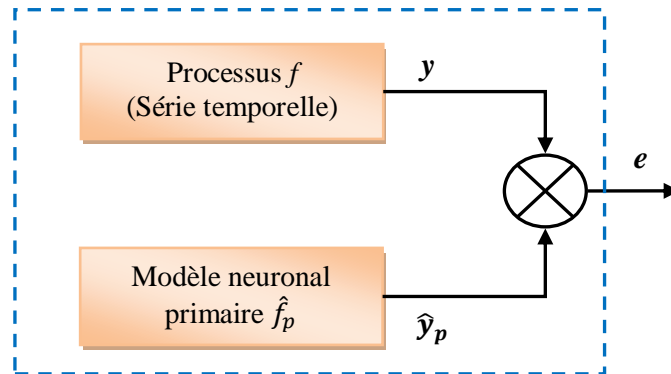 Processus f
(Série temporelle)
y
e
Modèle neuronal
primaire f̂ₚ
ŷₚ